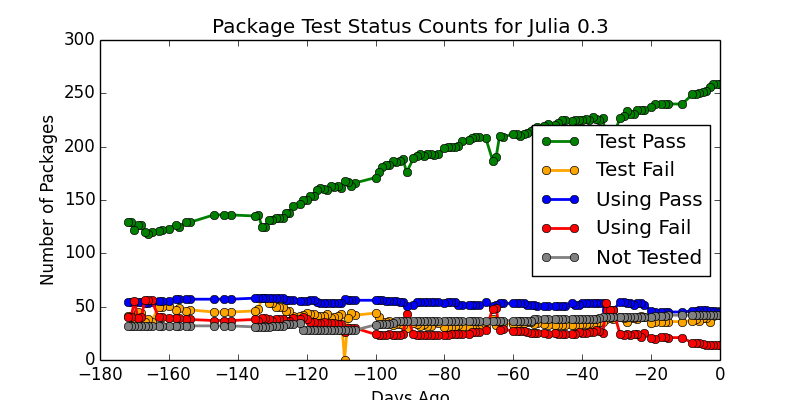 Package Test Status Counts for Julia 0.3
Number of Packages
300
250
200
150
100
50
0
Test Pass
Test Fail
Using Pass
Using Fail
Not Tested
−180 −160 −140 −120 −100 −80 −60 −40 −20 0
Days Ago